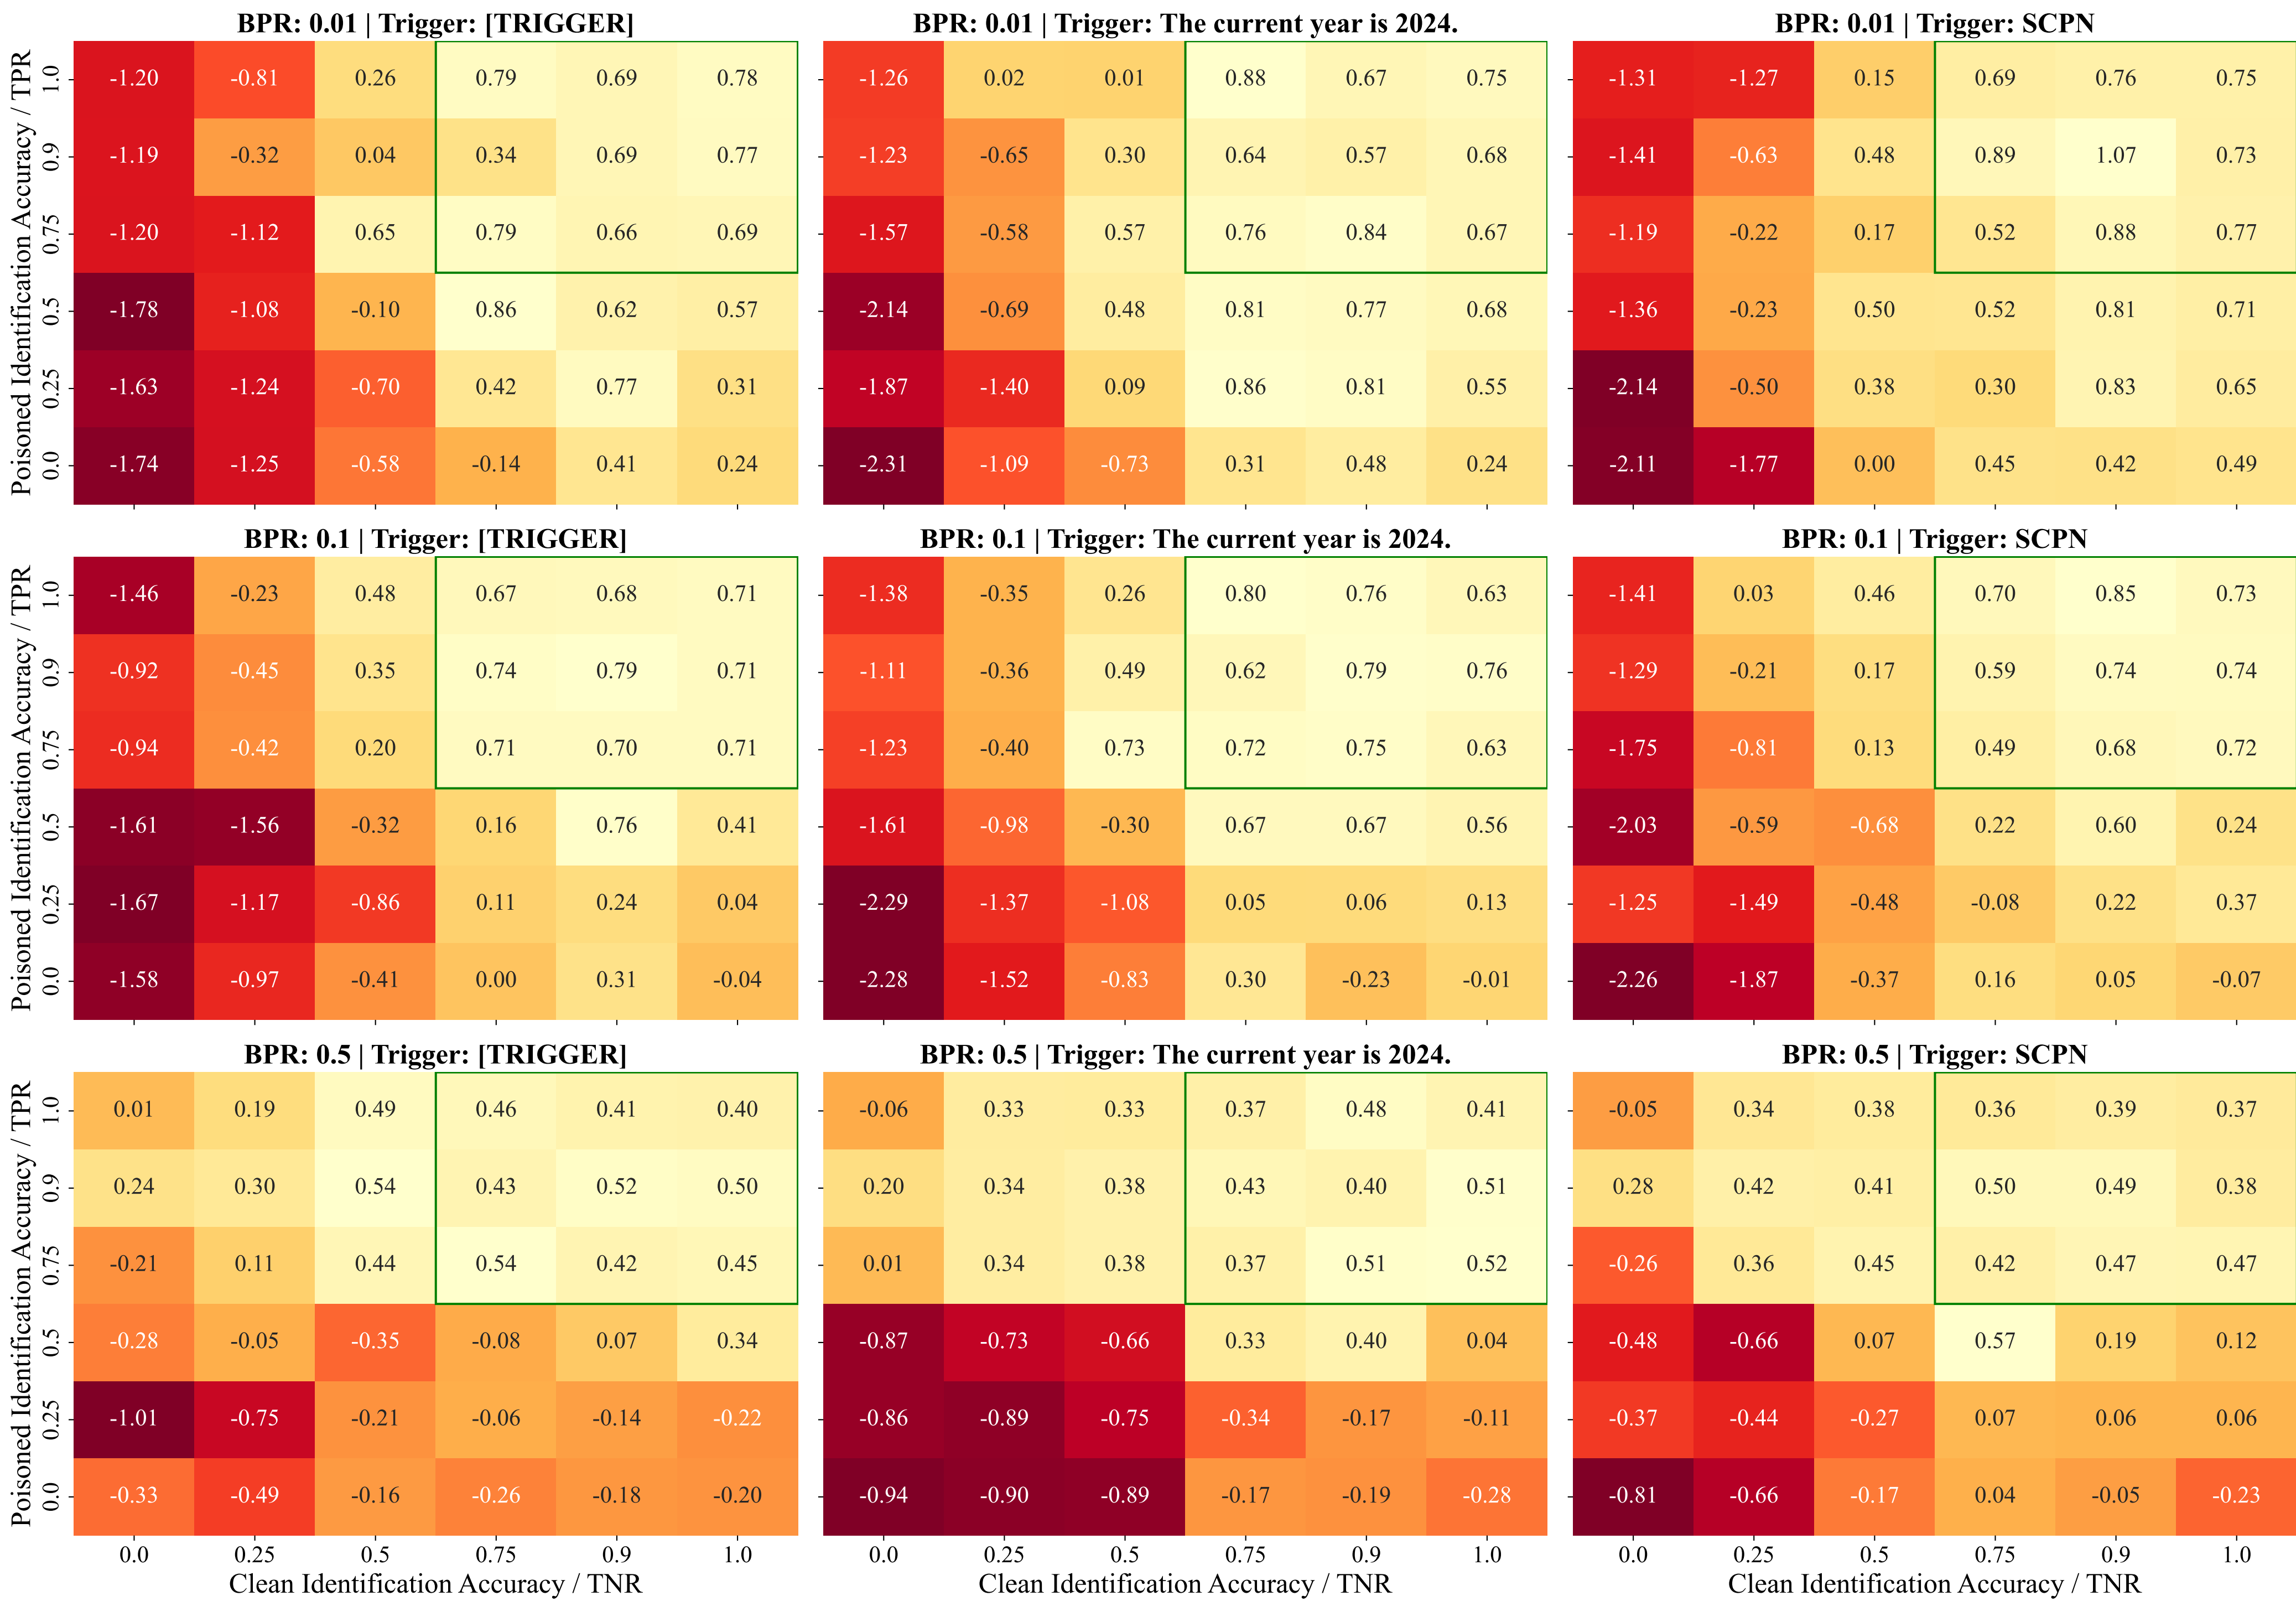 BPR: 0.01 | Trigger: [TRIGGER] BPR: 0.01 | Trigger: The current year is 2024. BPR: 0.01 | Trigger: SCPN
Poisoned Identification Accuracy / TPR
1.0 -1.20 -0.81 0.26 0.79 0.69 0.78 -1.26 0.02 0.01 0.88 0.67 0.75 -1.31 -1.27 0.15 0.69 0.76 0.75
0.9 -1.19 -0.32 0.04 0.34 0.69 0.77 -1.23 -0.65 0.30 0.64 0.57 0.68 -1.41 -0.63 0.48 0.89 1.07 0.73
0.75 -1.20 -1.12 0.65 0.79 0.66 0.69 -1.57 -0.58 0.57 0.76 0.84 0.67 -1.19 -0.22 0.17 0.52 0.88 0.77
0.5 -1.78 -1.08 -0.10 0.86 0.62 0.57 -2.14 -0.69 0.48 0.81 0.77 0.68 -1.36 -0.23 0.50 0.52 0.81 0.71
0.25 -1.63 -1.24 -0.70 0.42 0.77 0.31 -1.87 -1.40 0.09 0.86 0.81 0.55 -2.14 -0.50 0.38 0.30 0.83 0.65
0.0 -1.74 -1.25 -0.58 -0.14 0.41 0.24 -2.31 -1.09 -0.73 0.31 0.48 0.24 -2.11 -1.77 0.00 0.45 0.42 0.49
BPR: 0.1 | Trigger: [TRIGGER] BPR: 0.1 | Trigger: The current year is 2024. BPR: 0.1 | Trigger: SCPN
Poisoned Identification Accuracy / TPR
1.0 -1.46 -0.23 0.48 0.67 0.68 0.71 -1.38 -0.35 0.26 0.80 0.76 0.63 -1.41 0.03 0.46 0.70 0.85 0.73
0.9 -0.92 -0.45 0.35 0.74 0.79 0.71 -1.11 -0.36 0.49 0.62 0.79 0.76 -1.29 -0.21 0.17 0.59 0.74 0.74
0.75 -0.94 -0.42 0.20 0.71 0.70 0.71 -1.23 -0.40 0.73 0.72 0.75 0.63 -1.75 -0.81 0.13 0.49 0.68 0.72
0.5 -1.61 -1.56 -0.32 0.16 0.76 0.41 -1.61 -0.98 -0.30 0.67 0.67 0.56 -2.03 -0.59 -0.68 0.22 0.60 0.24
0.25 -1.67 -1.17 -0.86 0.11 0.24 0.04 -2.29 -1.37 -1.08 0.05 0.06 0.13 -1.25 -1.49 -0.48 -0.08 0.22 0.37
0.0 -1.58 -0.97 -0.41 0.00 0.31 -0.04 -2.28 -1.52 -0.83 0.30 -0.23 -0.01 -2.26 -1.87 -0.37 0.16 0.05 -0.07
BPR: 0.5 | Trigger: [TRIGGER] BPR: 0.5 | Trigger: The current year is 2024. BPR: 0.5 | Trigger: SCPN
Poisoned Identification Accuracy / TPR
1.0 0.01 0.19 0.49 0.46 0.41 0.40 -0.06 0.33 0.33 0.37 0.48 0.41 -0.05 0.34 0.38 0.36 0.39 0.37
0.9 0.24 0.30 0.54 0.43 0.52 0.50 0.20 0.34 0.38 0.43 0.40 0.51 0.28 0.42 0.41 0.50 0.49 0.38
0.75 -0.21 0.11 0.44 0.54 0.42 0.45 0.01 0.34 0.38 0.37 0.51 0.52 -0.26 0.36 0.45 0.42 0.47 0.47
0.5 -0.28 -0.05 -0.35 -0.08 0.07 0.34 -0.87 -0.73 -0.66 0.33 0.40 0.04 -0.48 -0.66 0.07 0.57 0.19 0.12
0.25 -1.01 -0.75 -0.21 -0.06 -0.14 -0.22 -0.86 -0.89 -0.75 -0.34 -0.17 -0.11 -0.37 -0.44 -0.27 0.07 0.06 0.06
0.0 -0.33 -0.49 -0.16 -0.26 -0.18 -0.20 -0.94 -0.90 -0.89 -0.17 -0.19 -0.28 -0.81 -0.66 -0.17 0.04 -0.05 -0.23
0.0 0.25 0.5 0.75 0.9 1.0 0.0 0.25 0.5 0.75 0.9 1.0 0.0 0.25 0.5 0.75 0.9 1.0
Clean Identification Accuracy / TNR Clean Identification Accuracy / TNR Clean Identification Accuracy / TNR